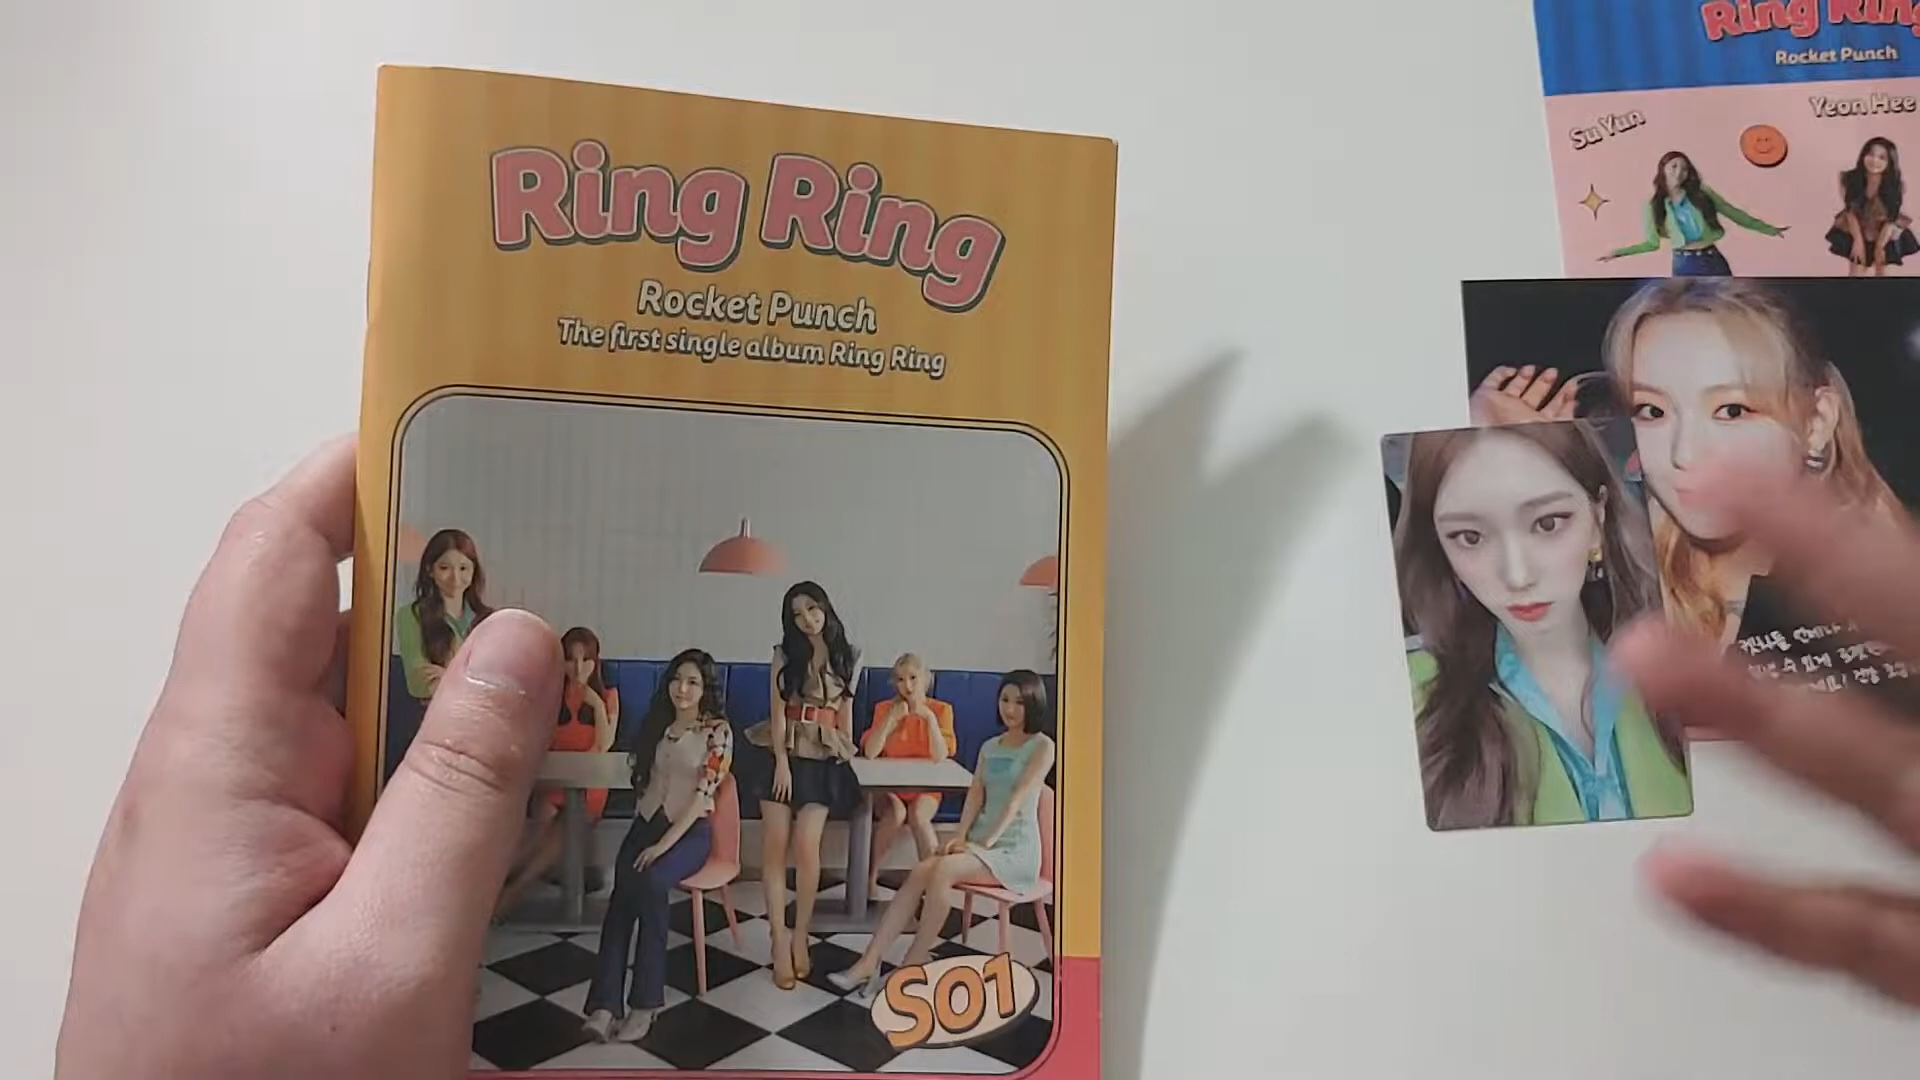 Ring Ring
Rocket Punch
The first single album Ring Ring
S01
Ring Ring
Rocket Punch
Su Yun
Yeon Hee